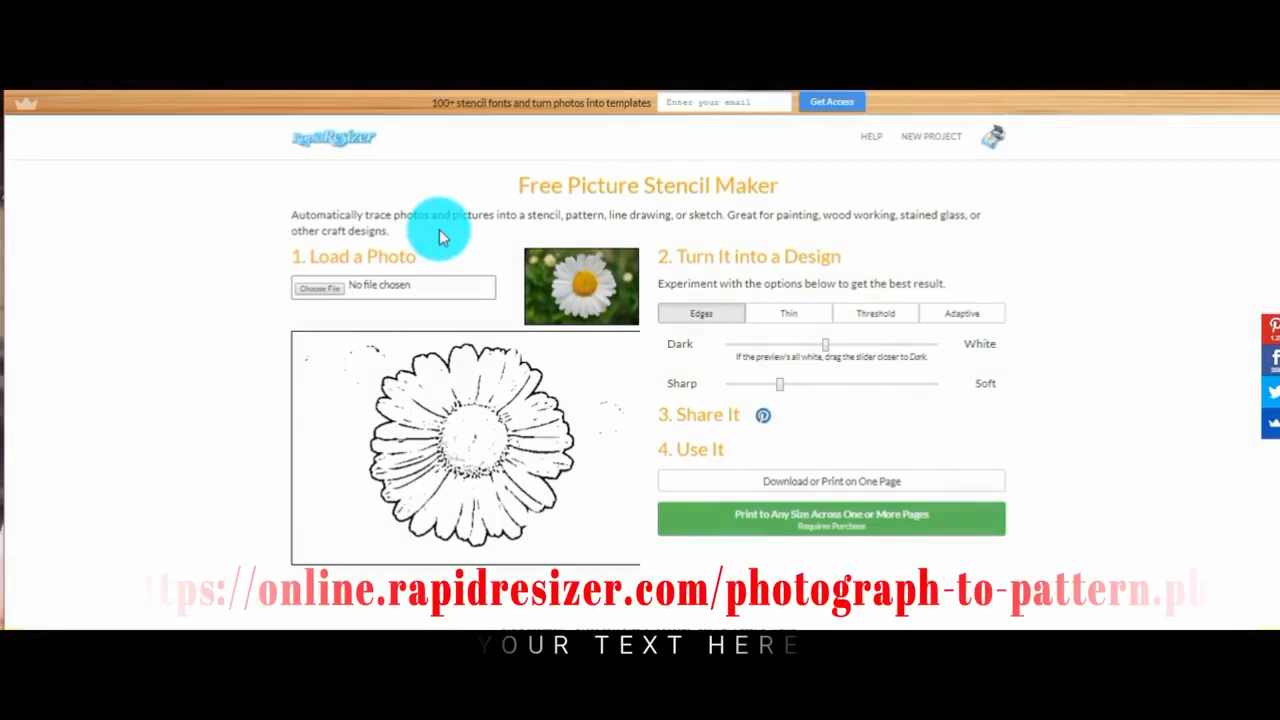 100+ stencil fonts and turn photos into templates Enter your email Get Access
RapidResizer HELP NEW PROJECT
Free Picture Stencil Maker
Automatically trace photos and pictures into a stencil, pattern, line drawing, or sketch. Great for painting, wood working, stained glass, or
other craft designs.
1. Load a Photo
Choose File No file chosen
2. Turn It into a Design
Experiment with the options below to get the best result.
Edges Thin Threshold Adaptive
Dark White
If the preview's all white, drag the slider closer to Dark.
Sharp Soft
3. Share It
4. Use It
Download or Print on One Page
Print to Any Size Across One or More Pages
Requires Purchase
ttps://online.rapidresizer.com/photograph-to-pattern.ph
YOUR TEXT HERE